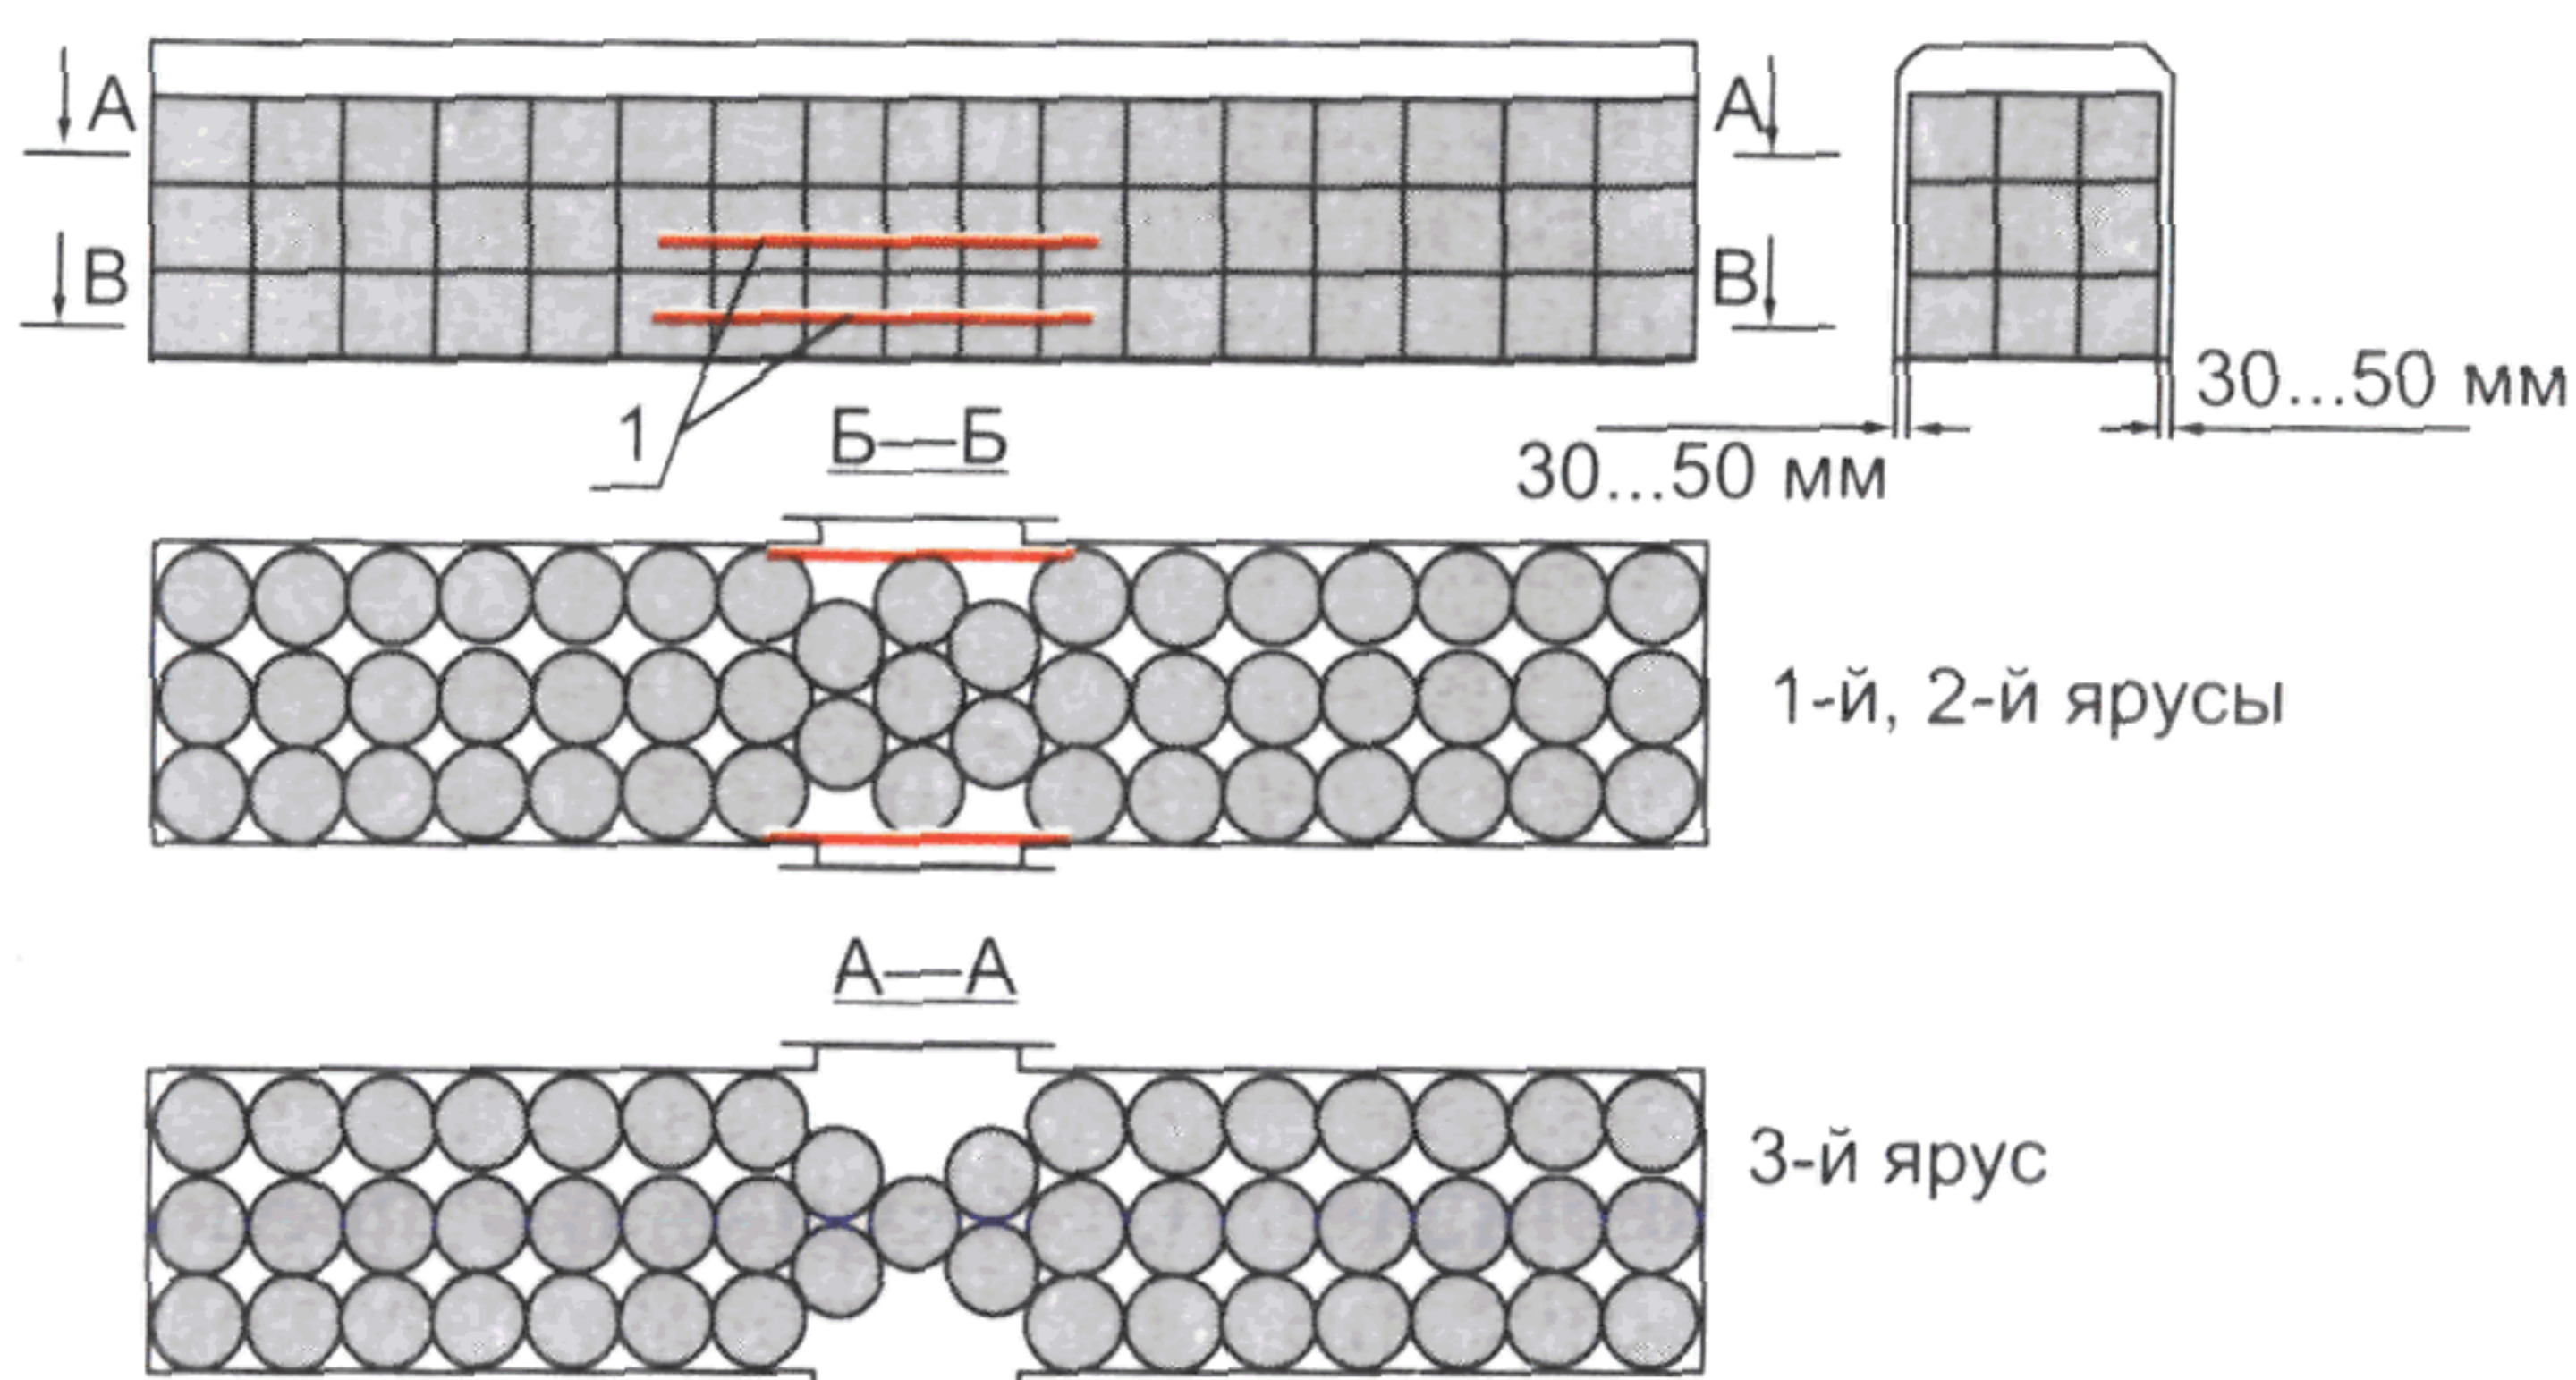 А
А
В
В
30...50 мм
30...50 мм
1
Б—Б
1-й, 2-й ярусы
А—А
3-й ярус